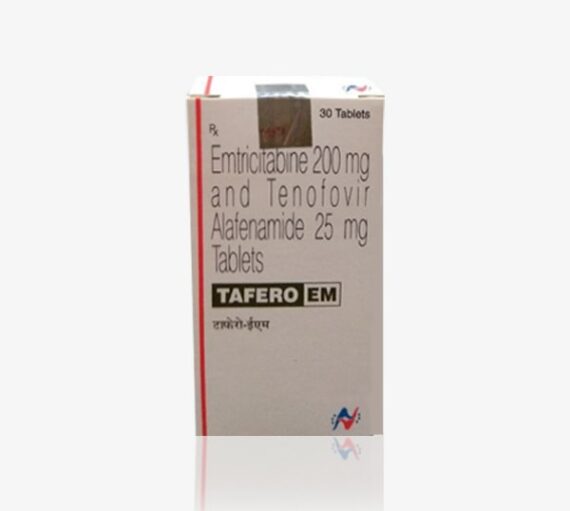 30 Tablets
Rx
Emtricitabine 200 mg
and Tenofovir
Alafenamide 25 mg
Tablets
TAFERO EM
टाफेरो-ईएम